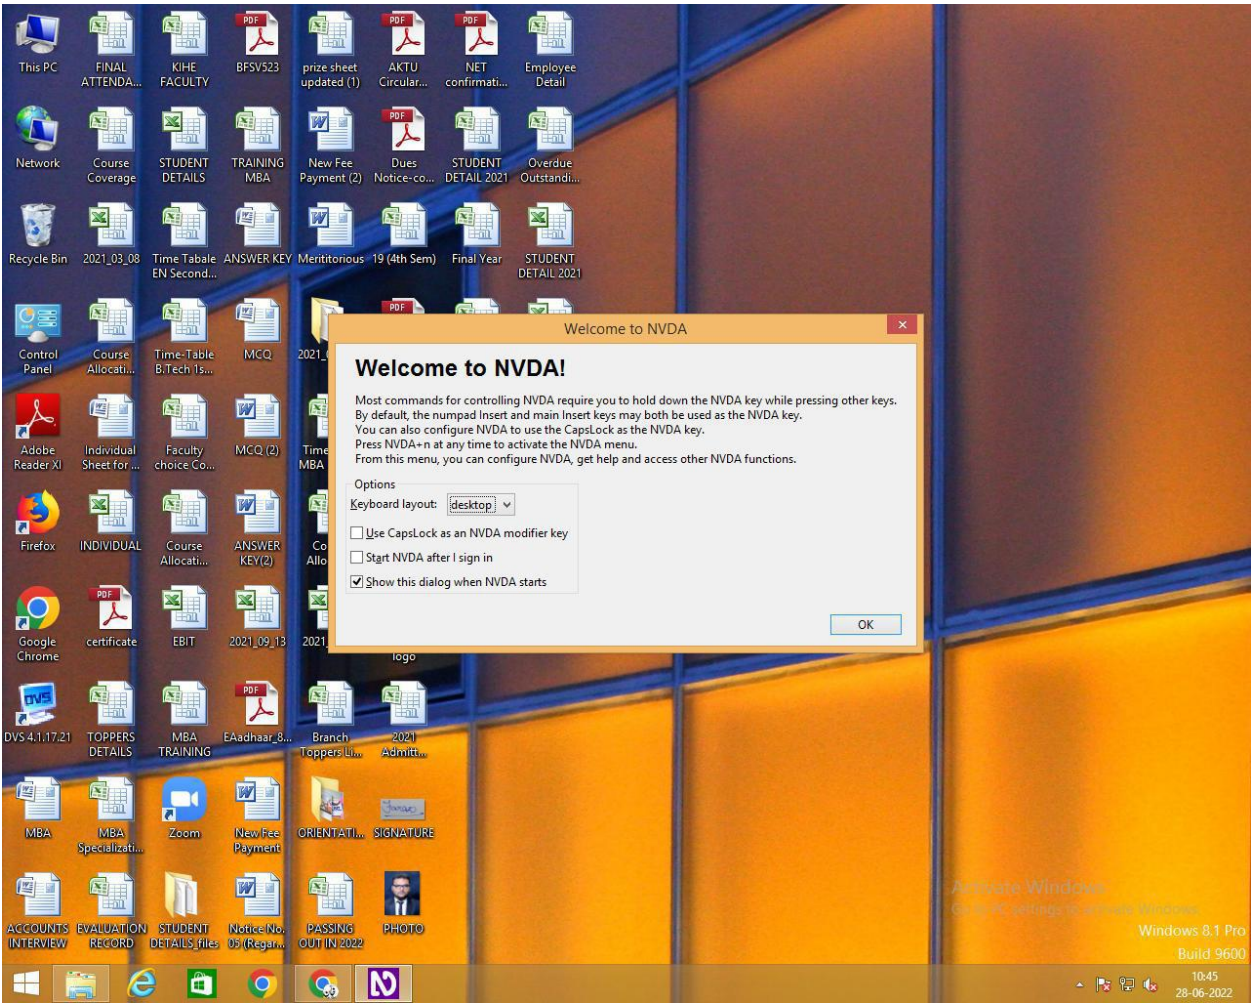 This PC
FINAL
ATTENDA...
KIHE
FACULTY
BFSV523
prize sheet
updated (1)
AKTU
Circular...
NET
confirmati...
Employee
Detail
Network
Course
Coverage
STUDENT
DETAILS
TRAINING
MBA
New Fee
Payment (2)
Dues
Notice-co...
STUDENT
DETAIL 2021
Overdue
Outstandi...
Recycle Bin
2021_03_08
Time Tabale
EN Second...
ANSWER KEY
Merititorious
19 (4th Sem)
Final Year
STUDENT
DETAIL 2021
Control
Panel
Course
Allocati...
Time-Table
B.Tech 1s...
MCQ
Welcome to NVDA
Welcome to NVDA!
Most commands for controlling NVDA require you to hold down the NVDA key while pressing other keys.
By default, the numpad Insert and main Insert keys may both be used as the NVDA key.
You can also configure NVDA to use the CapsLock as the NVDA key.
Press NVDA+n at any time to activate the NVDA menu.
From this menu, you can configure NVDA, get help and access other NVDA functions.
Options
Keyboard layout: desktop
Use CapsLock as an NVDA modifier key
Start NVDA after I sign in
Show this dialog when NVDA starts
OK
Adobe
Reader XI
Individual
Sheet for ...
Faculty
choice Co...
MCQ (2)
Time
MBA
Firefox
INDIVIDUAL
Course
Allocati...
ANSWER
KEY(2)
Co
Allo
Google
Chrome
certificate
EBIT
2021_09_13
2021_
logo
DVS 4.1.17.21
TOPPERS
DETAILS
MBA
TRAINING
EAadhaar_8...
Branch
Toppers Li...
2021
Admitt...
MBA
MBA
Specializati...
Zoom
New Fee
Payment
ORIENTATI...
SIGNATURE
ACCOUNTS
INTERVIEW
EVALUATION
RECORD
STUDENT
DETAILS_files
Notice No.
05 (Regar...
PASSING
OUT IN 2022
PHOTO
Activate Windows
Go to PC settings to activate Windows.
Windows 8.1 Pro
Build 9600
10:45
28-06-2022